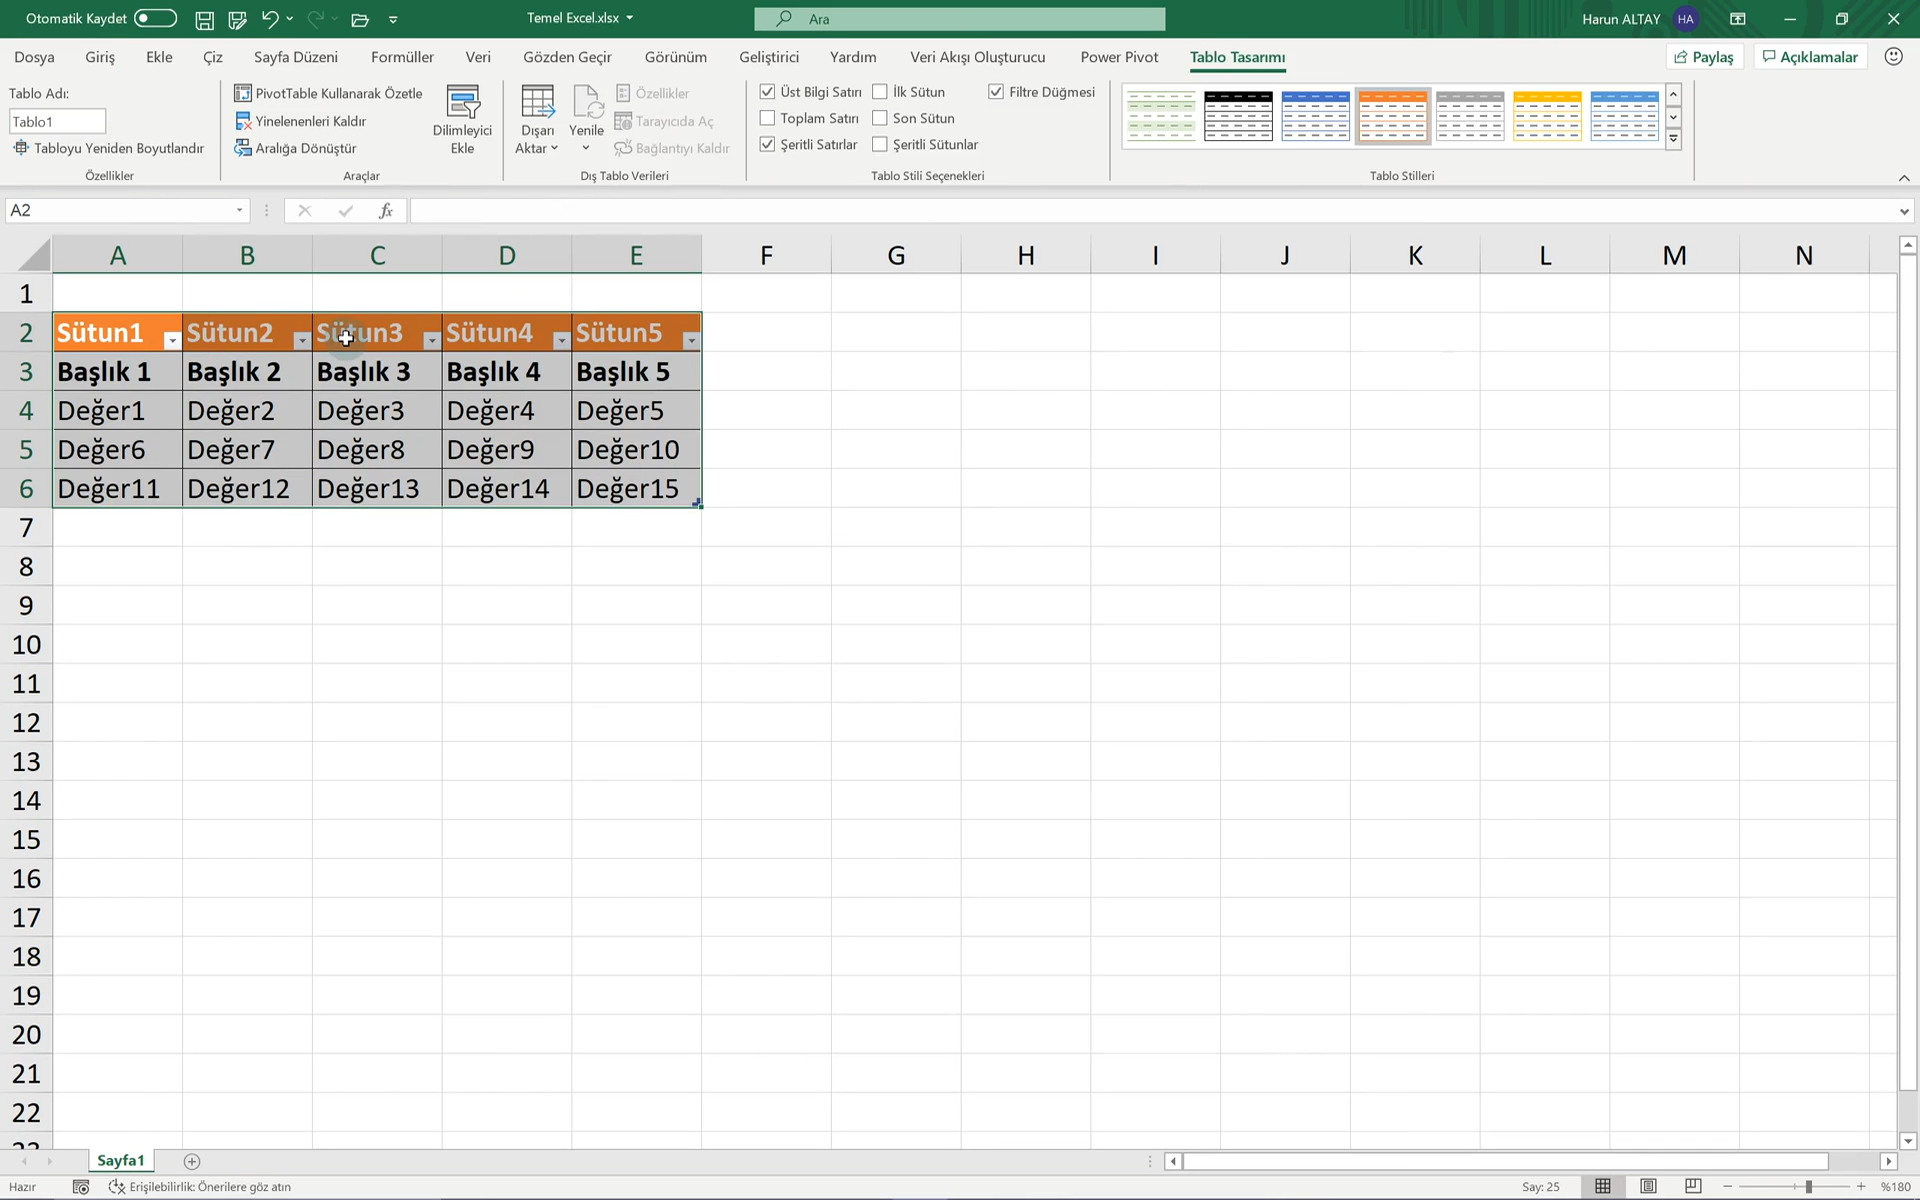 Otomatik Kaydet
Temel Excel.xlsx
Ara
Harun ALTAY HA
Dosya Giriş Ekle Çiz Sayfa Düzeni Formüller Veri Gözden Geçir Görünüm Geliştirici Yardım Veri Akışı Oluşturucu Power Pivot Tablo Tasarımı Paylaş Açıklamalar
Tablo Adı:
Tablo1
Tabloyu Yeniden Boyutlandır
Özellikler
PivotTable Kullanarak Özetle
Yinelenenleri Kaldır
Aralığa Dönüştür
Dilimleyici
Ekle
Araçlar
Dışarı
Aktar
Yenile
Özellikler
Tarayıcıda Aç
Bağlantıyı Kaldır
Dış Tablo Verileri
Üst Bilgi Satırı İlk Sütun Filtre Düğmesi
Toplam Satırı Son Sütun
Şeritli Satırlar Şeritli Sütunlar
Tablo Stili Seçenekleri
Tablo Stilleri
A2 fx
A B C D E F G H I J K L M N
1
2 Sütun1 Sütun2 Sütun3 Sütun4 Sütun5
3 Başlık 1 Başlık 2 Başlık 3 Başlık 4 Başlık 5
4 Değer1 Değer2 Değer3 Değer4 Değer5
5 Değer6 Değer7 Değer8 Değer9 Değer10
6 Değer11 Değer12 Değer13 Değer14 Değer15
7
8
9
10
11
12
13
14
15
16
17
18
19
20
21
22
23
Sayfa1
Hazır Erişilebilirlik: Önerilere göz atın Say: 25 %180